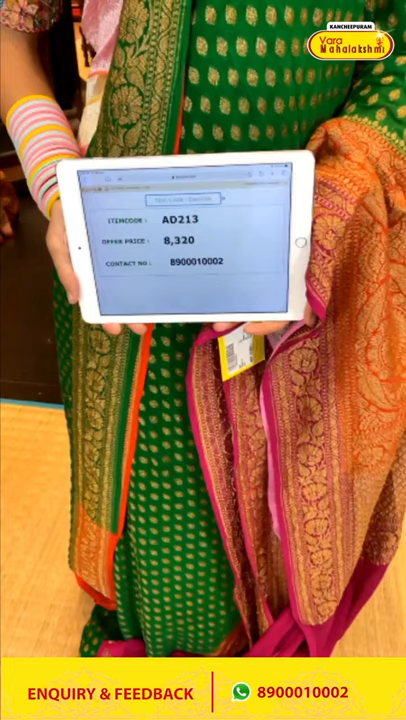 KANCHEEPURAM
Vara
Mahalakshmi
ITEMCODE : AD213
OFFER PRICE : 8,320
CONTACT NO : 8900010002
ENQUIRY & FEEDBACK 8900010002